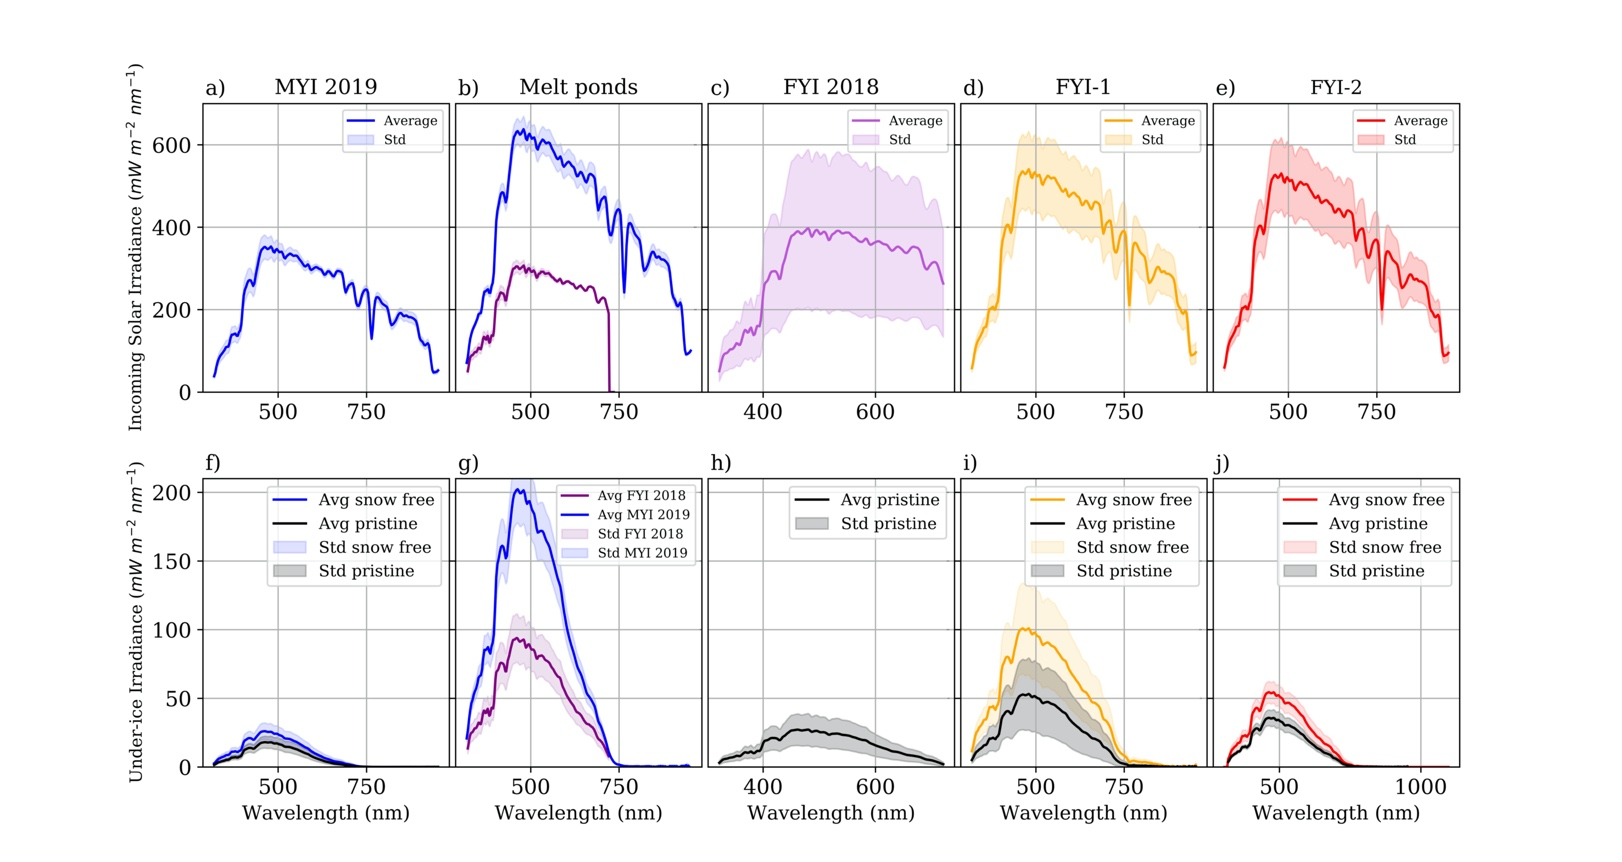 a) MYI 2019
b) Melt ponds
c) FYI 2018
d) FYI-1
e) FYI-2
Incoming Solar Irradiance (mW m−2 nm−1)
600
400
200
0
Average
Std
Average
Std
Average
Std
Average
Std
500 750
500 750
400 600
500 750
500 750
f)
g)
h)
i)
j)
Under-ice Irradiance (mW m−2 nm−1)
200
150
100
50
0
Avg snow free
Avg pristine
Std snow free
Std pristine
Avg FYI 2018
Avg MYI 2019
Std FYI 2018
Std MYI 2019
Avg pristine
Std pristine
Avg snow free
Avg pristine
Std snow free
Std pristine
Avg snow free
Avg pristine
Std snow free
Std pristine
500 750
500 750
400 600
500 750
500 1000
Wavelength (nm)
Wavelength (nm)
Wavelength (nm)
Wavelength (nm)
Wavelength (nm)